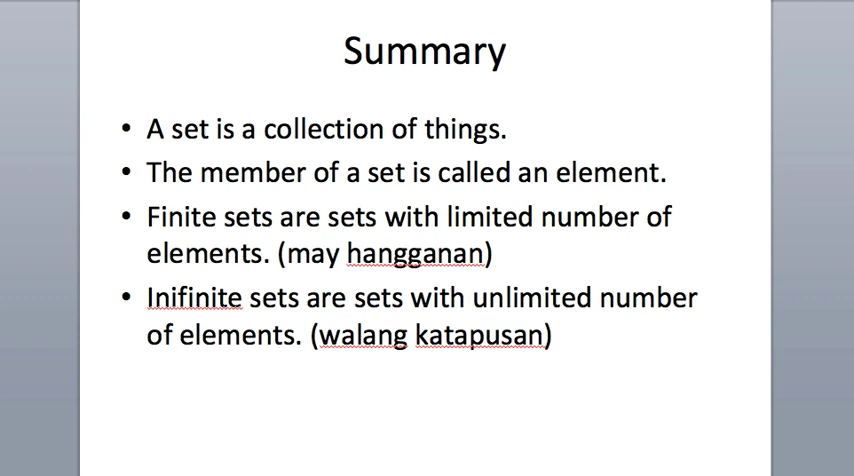 Summary
• A set is a collection of things.
• The member of a set is called an element.
• Finite sets are sets with limited number of
elements. (may hangganan)
• Inifinite sets are sets with unlimited number
of elements. (walang katapusan)